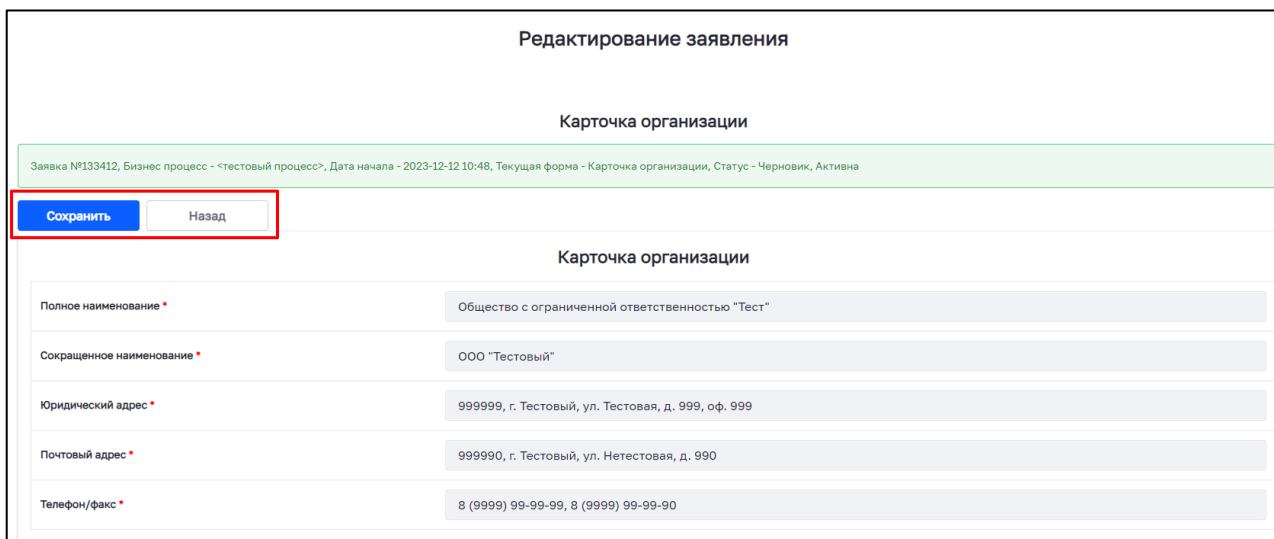 Редактирование заявления
Карточка организации
Заявка №133412, Бизнес процесс - <тестовый процесс>, Дата начала - 2023-12-12 10:48, Текущая форма - Карточка организации, Статус - Черновик, Активна
Сохранить Назад
Карточка организации
Полное наименование * Общество с ограниченной ответственностью "Тест"
Сокращенное наименование * ООО "Тестовый"
Юридический адрес * 999999, г. Тестовый, ул. Тестовая, д. 999, оф. 999
Почтовый адрес * 999990, г. Тестовый, ул. Нетестовая, д. 990
Телефон/факс * 8 (9999) 99-99-99, 8 (9999) 99-99-90